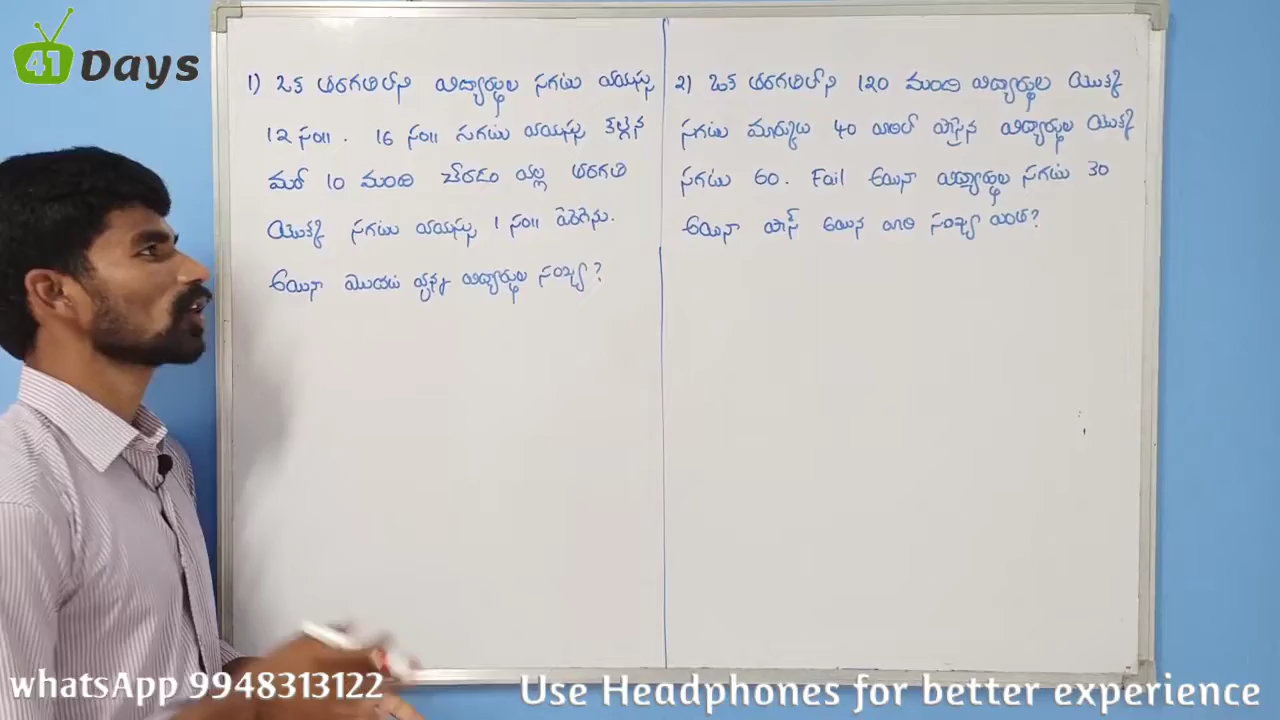 41 Days
1) ఒక తరగతిలోని విద్యార్థుల సగటు వయస్సు
12 సం॥. 16 సం॥ సగటు వయస్సు కల్గిన
మరో 10 మంది చేరడం వల్ల తరగతి
యొక్క సగటు వయస్సు 1 సం॥ పెరిగెను.
అయినా మొదట వున్న విద్యార్థుల సంఖ్య?
2) ఒక తరగతిలోని 120 మంది విద్యార్థుల యొక్క
సగటు మార్కులు 40 వారిలో పాసైన విద్యార్థుల యొక్క
సగటు 60. Fail అయినా విద్యార్థుల సగటు 30
అయినా పాస్ అయిన వారి సంఖ్య ఎంత?
whatsApp 9948313122
Use Headphones for better experience